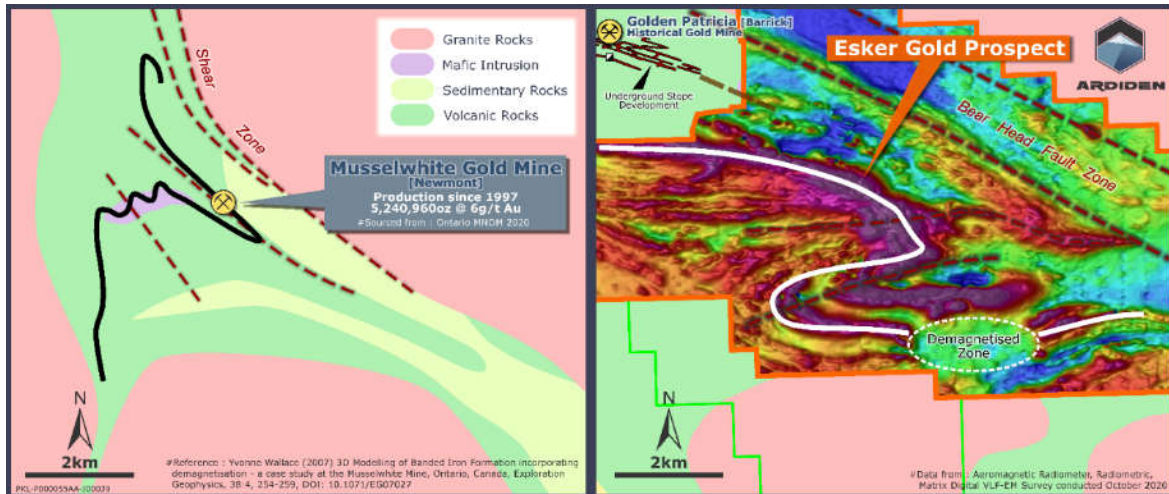 Shear
Zone
Granite Rocks
Mafic Intrusion
Sedimentary Rocks
Volcanic Rocks
Musselwhite Gold Mine
[Newmont]
Production since 1997
5,240,960oz @ 6g/t Au
#Sourced from : Ontario MNDM 2020
N
2km
#Reference : Yvonne Wallace (2007) 3D Modelling of Banded Iron Formation incorporating
demagnetisation - a case study at the Musselwhite Mine, Ontario, Canada, Exploration
Geophysics, 38:4, 254-259, DOI: 10.1071/EG07027
Golden Patricia [Barrick]
Historical Gold Mine
Underground Stope
Development
Esker Gold Prospect
ARDIDEN
Bear Head Fault Zone
Demagnetised
Zone
N
2km
#Data from : Aeromagnetic Radiometer, Radiometric,
Matrix Digital VLF-EM Survey conducted October 2020